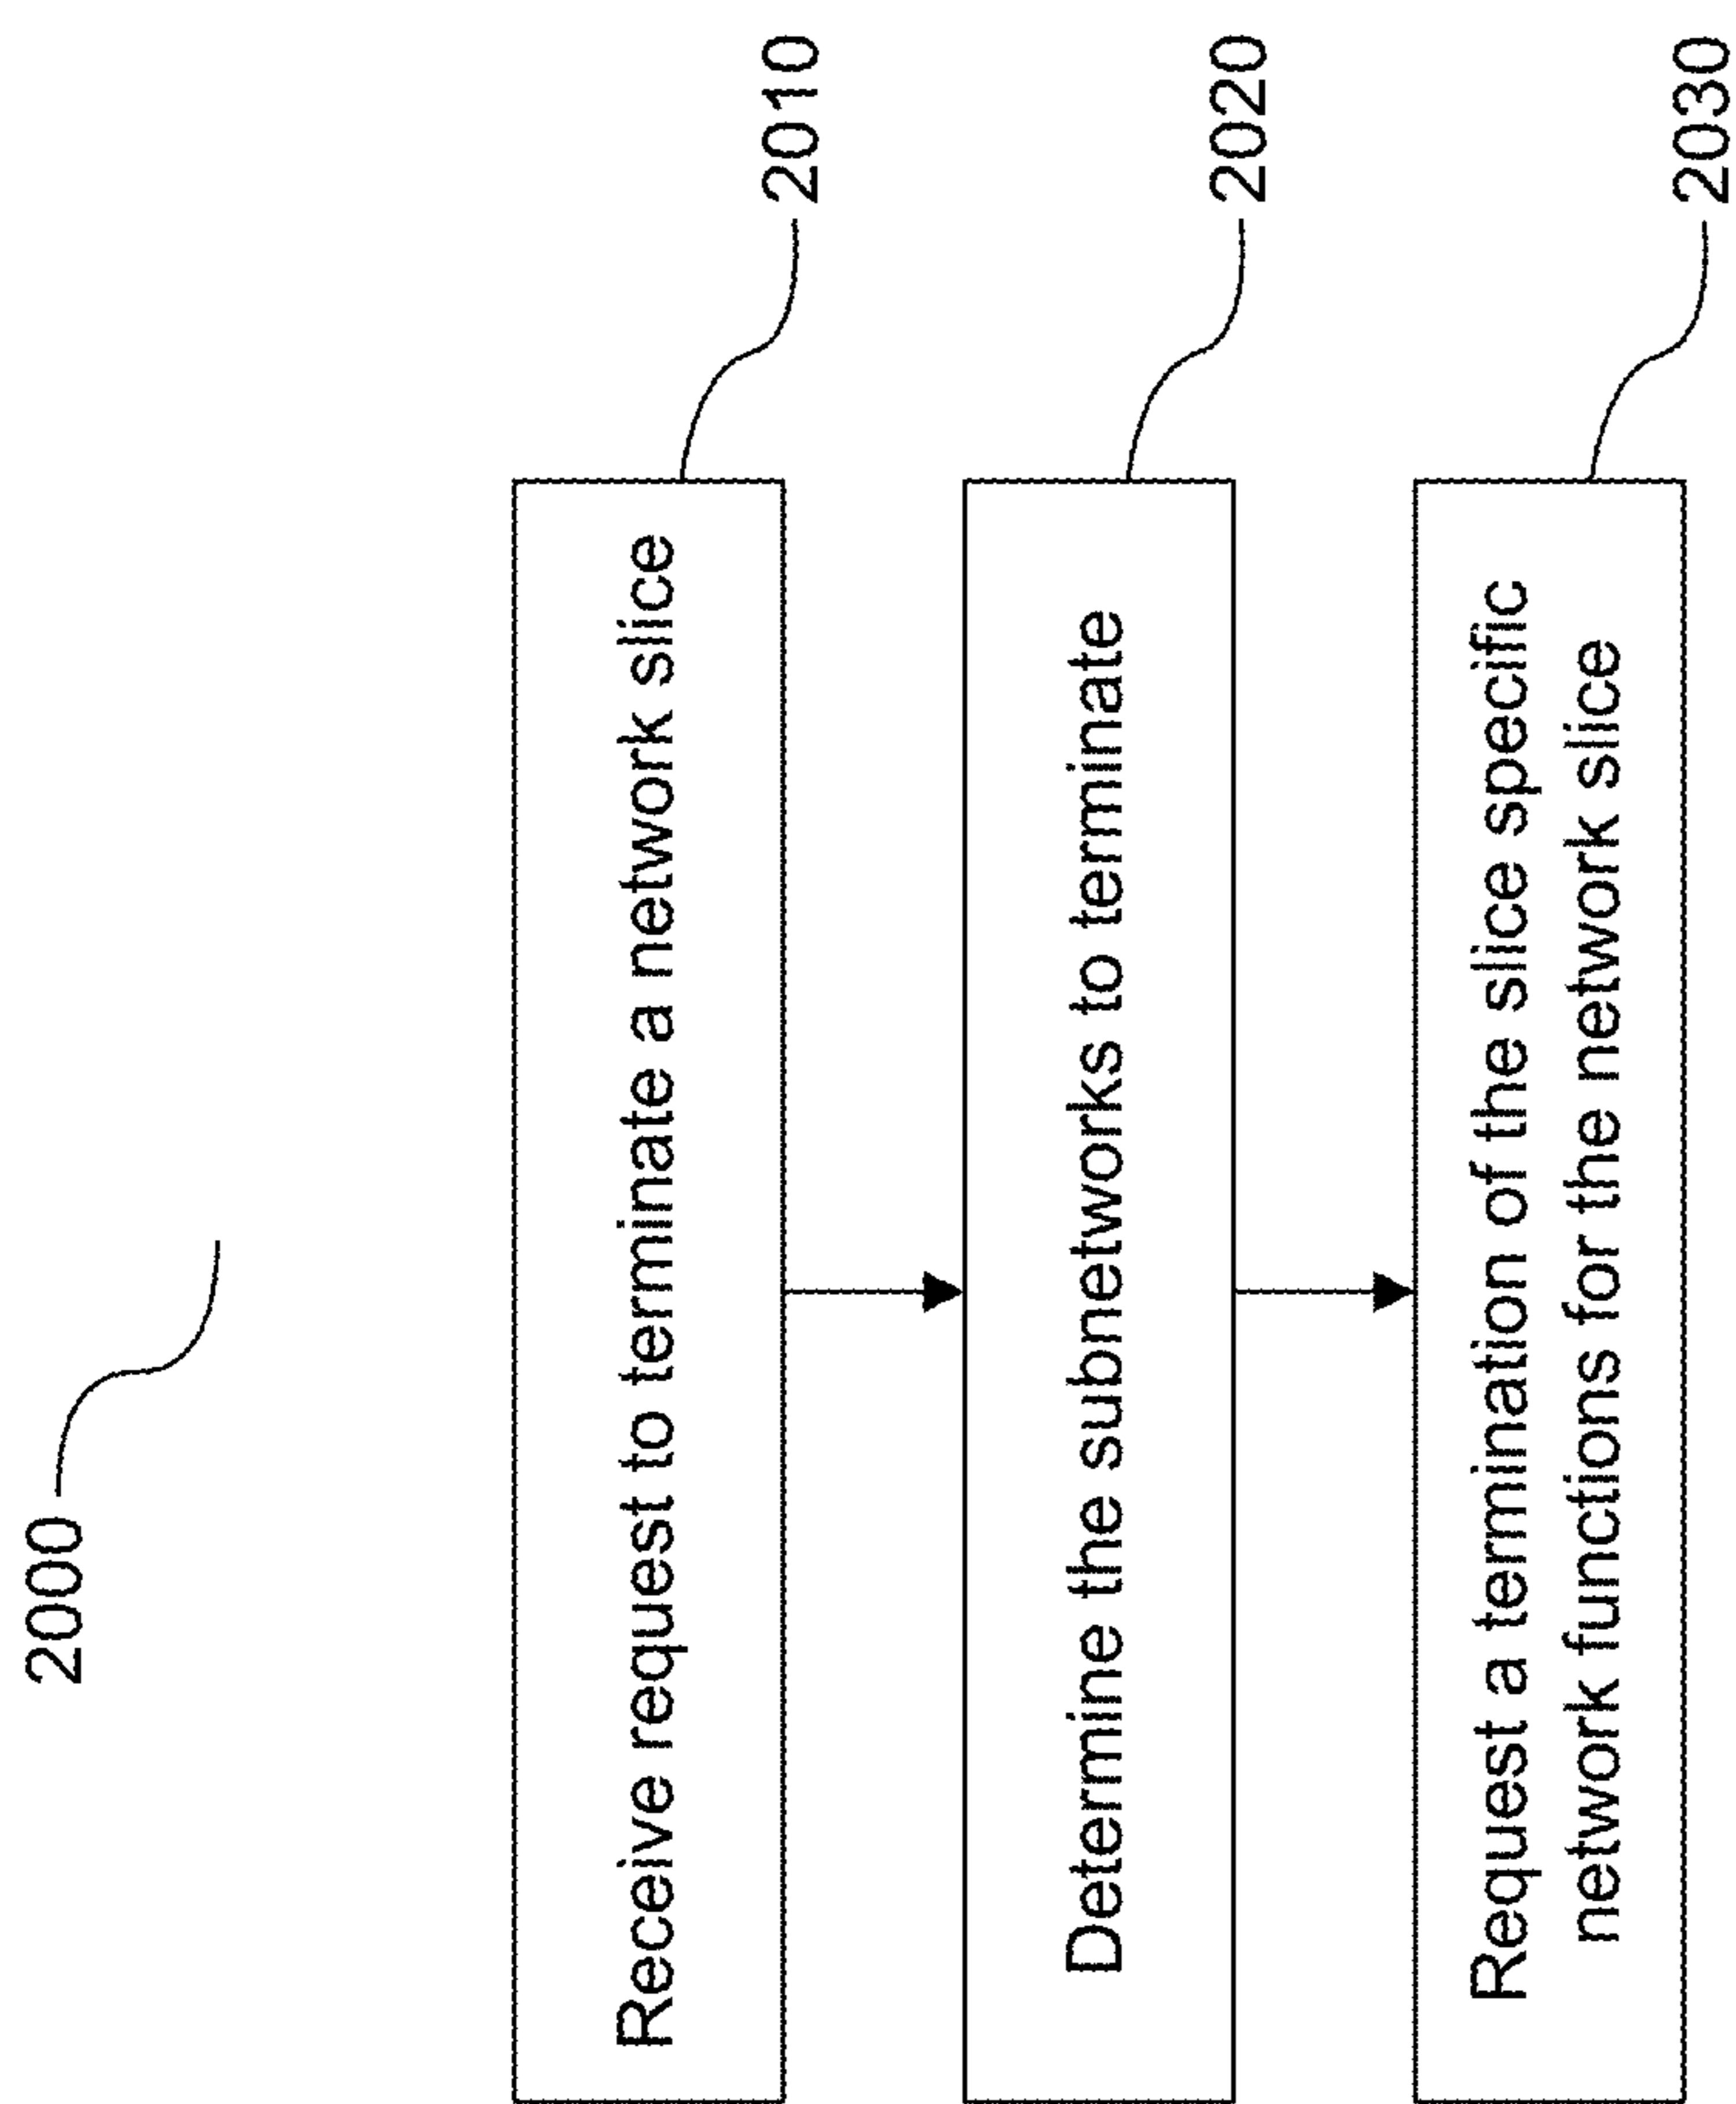 2000
Receive request to terminate a network slice
2010
Determine the subnetworks to terminate
2020
Request a termination of the slice specific
network functions for the network slice
2030